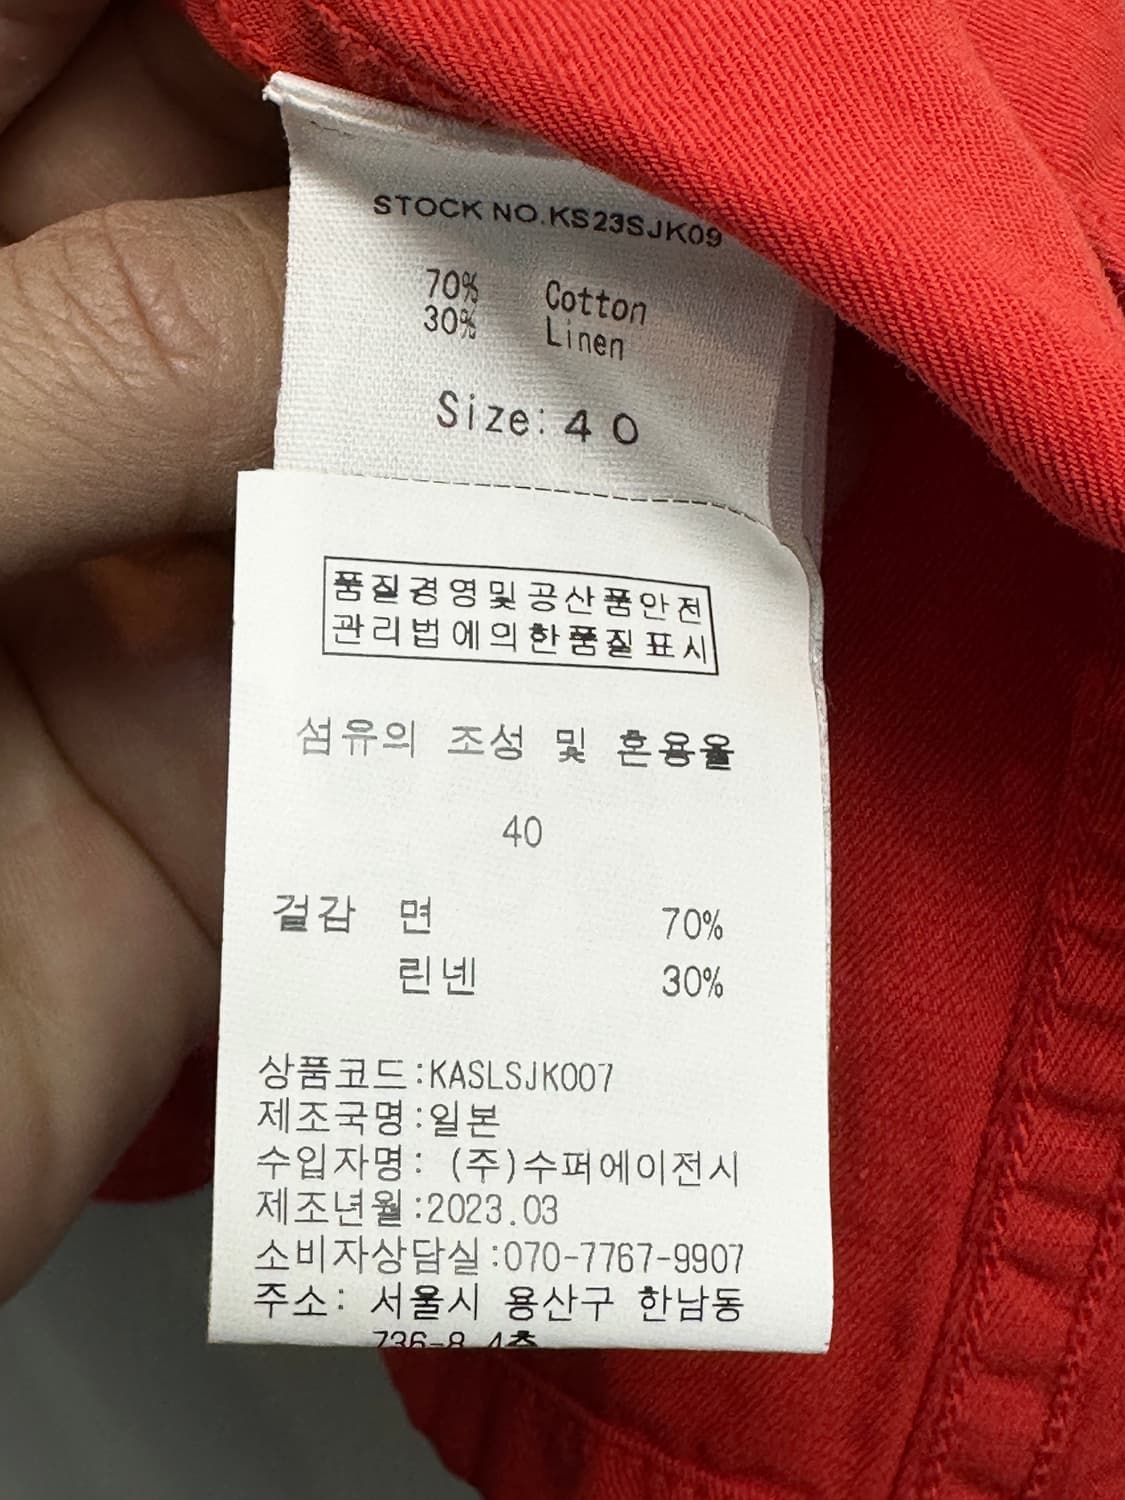 STOCK NO.KS23SJK09
70% Cotton
30% Linen
Size: 40
품질경영및공산품안전
관리법에의한품질표시
섬유의 조성 및 혼용율
40
겉감 면 70%
린넨 30%
상품코드:KASLSJK007
제조국명:일본
수입자명: (주)수퍼에이전시
제조년월:2023.03
소비자상담실:070-7767-9907
주소: 서울시 용산구 한남동
736-8 4층